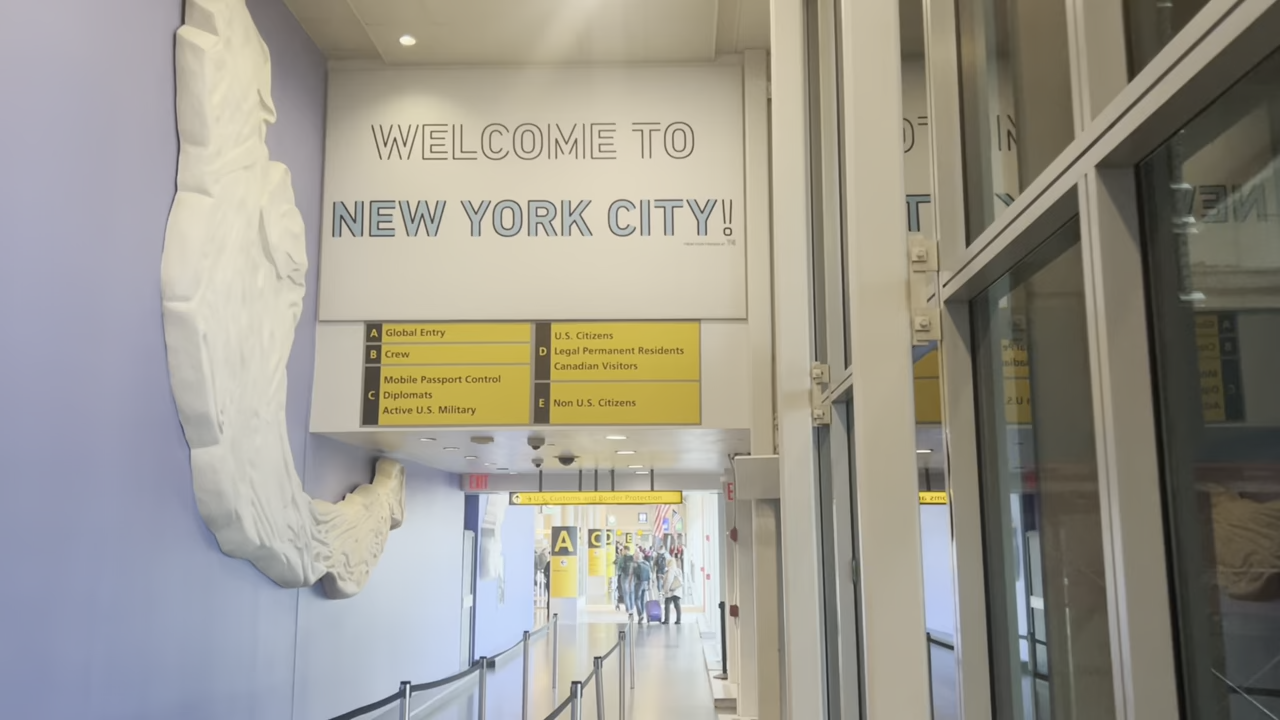 WELCOME TO
NEW YORK CITY!!
A Global Entry
B Crew
C Mobile Passport Control
Diplomats
Active U.S. Military
D U.S. Citizens
Legal Permanent Residents
Canadian Visitors
E Non U.S. Citizens
U.S. Customs and Border Protection
A
C
D
E